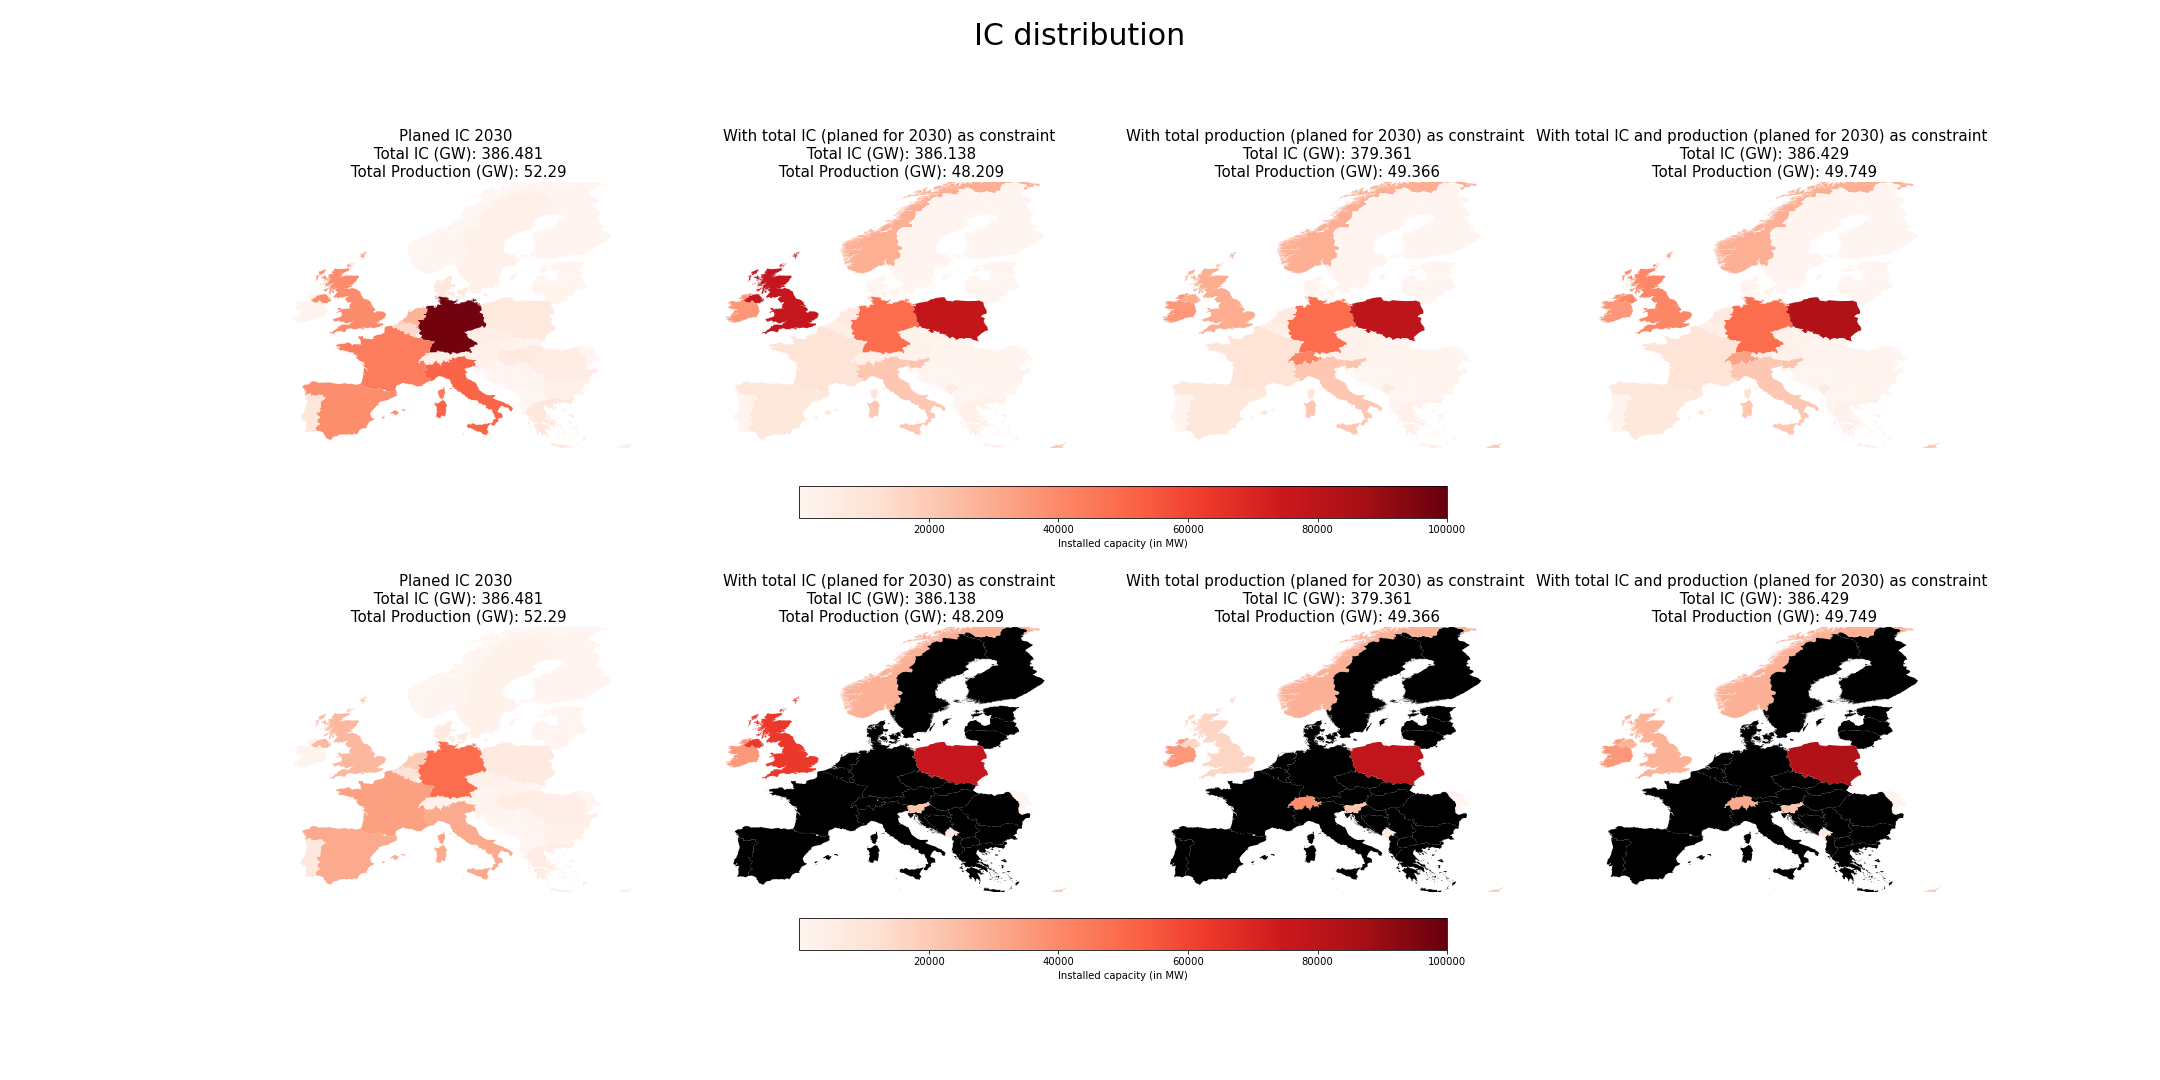 IC distribution
Planed IC 2030
Total IC (GW): 386.481
Total Production (GW): 52.29
With total IC (planed for 2030) as constraint
Total IC (GW): 386.138
Total Production (GW): 48.209
With total production (planed for 2030) as constraint
Total IC (GW): 379.361
Total Production (GW): 49.366
With total IC and production (planed for 2030) as constraint
Total IC (GW): 386.429
Total Production (GW): 49.749
20000 40000 60000 80000 100000
Installed capacity (in MW)
Planed IC 2030
Total IC (GW): 386.481
Total Production (GW): 52.29
With total IC (planed for 2030) as constraint
Total IC (GW): 386.138
Total Production (GW): 48.209
With total production (planed for 2030) as constraint
Total IC (GW): 379.361
Total Production (GW): 49.366
With total IC and production (planed for 2030) as constraint
Total IC (GW): 386.429
Total Production (GW): 49.749
20000 40000 60000 80000 100000
Installed capacity (in MW)